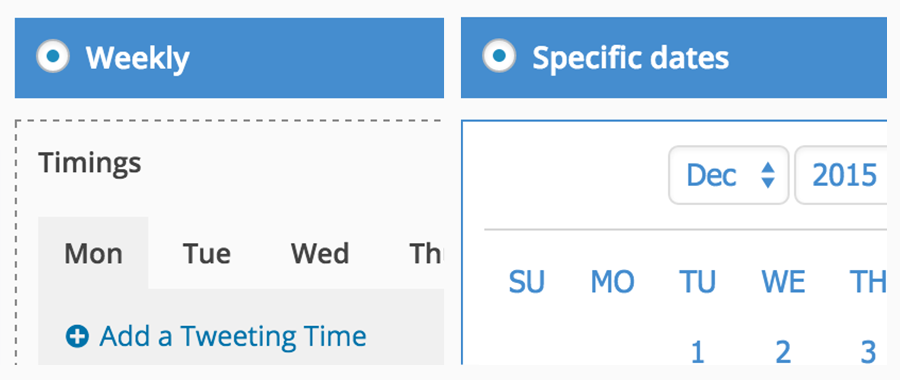 Weekly
Timings
Mon Tue Wed Th
Add a Tweeting Time
Specific dates
Dec 2015
SU MO TU WE TH
1 2 3